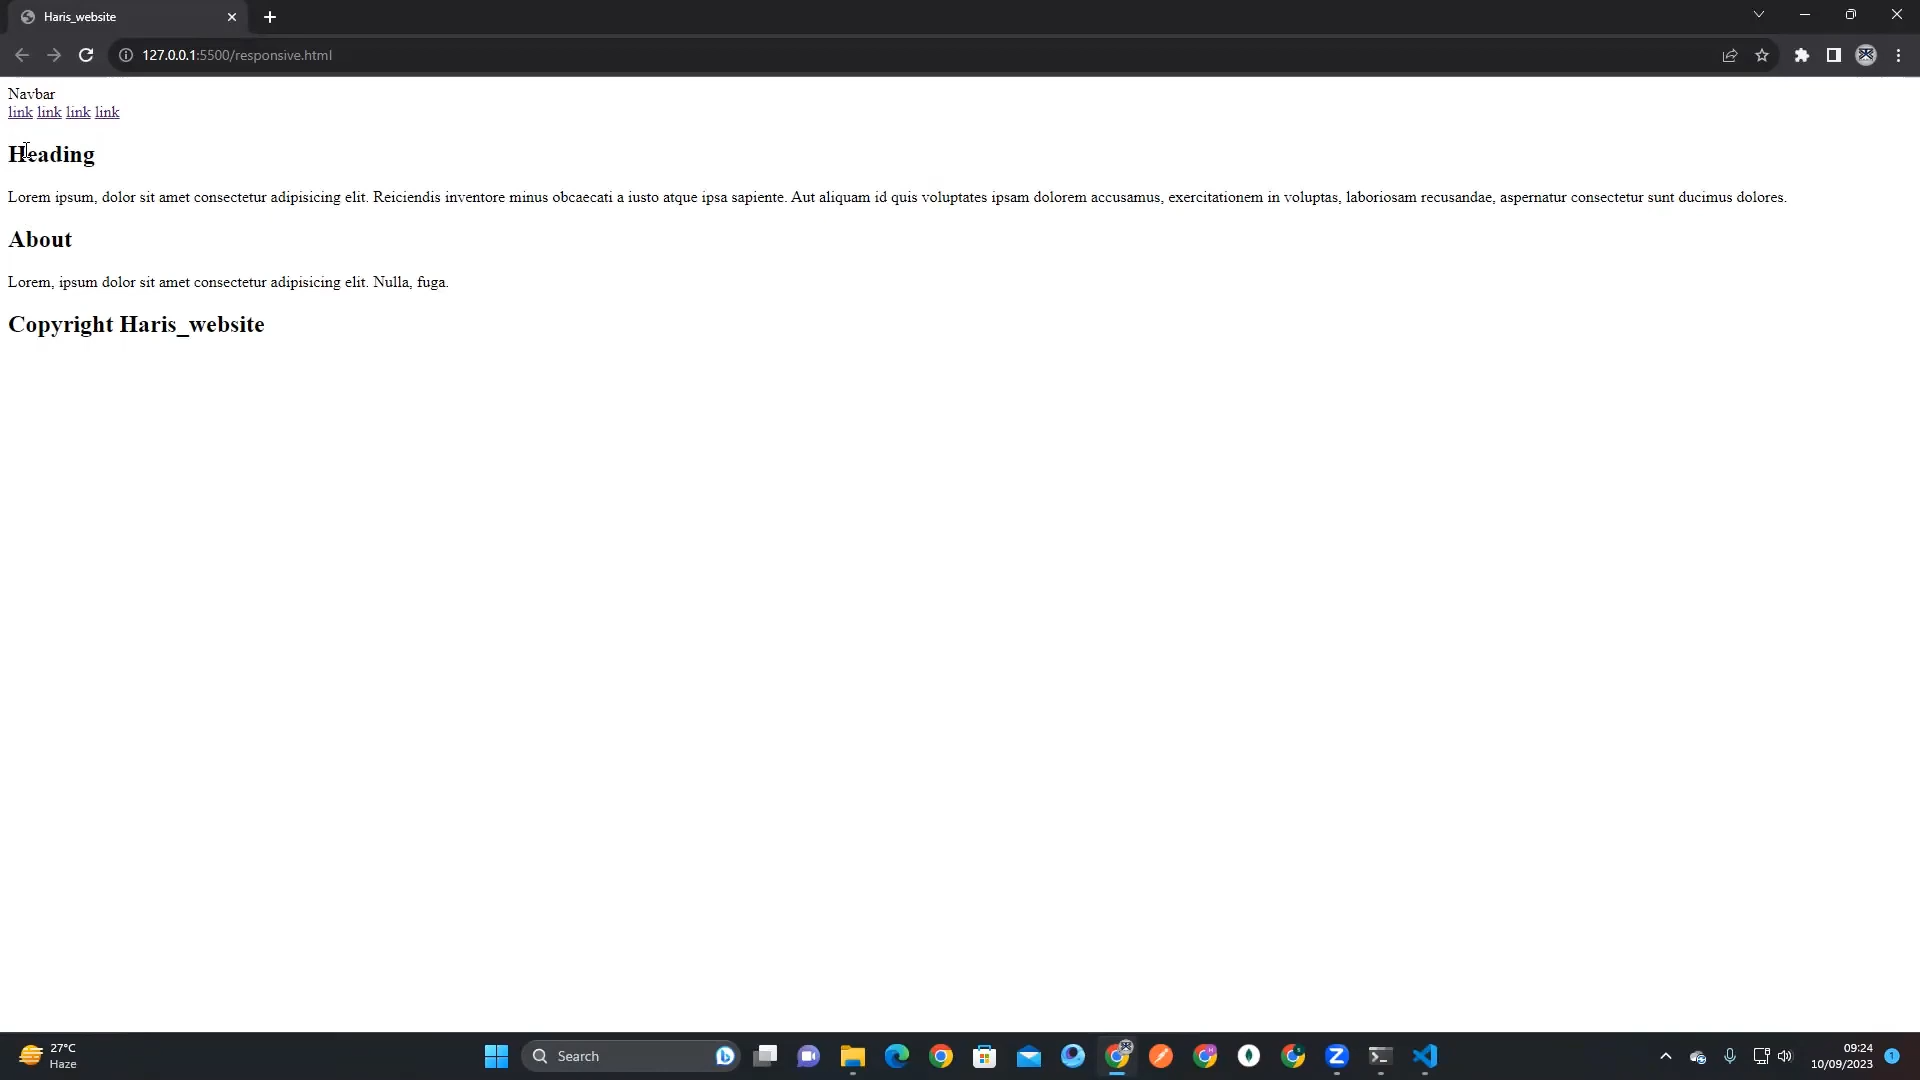 Haris_website
127.0.0.1:5500/responsive.html
Navbar
link link link link
Heading
Lorem ipsum, dolor sit amet consectetur adipisicing elit. Reiciendis inventore minus obcaecati a iusto atque ipsa sapiente. Aut aliquam id quis voluptates ipsam dolorem accusamus, exercitationem in voluptas, laboriosam recusandae, aspernatur consectetur sunt ducimus dolores.
About
Lorem, ipsum dolor sit amet consectetur adipisicing elit. Nulla, fuga.
Copyright Haris_website
27°C
Haze
Search
09:24
10/09/2023
1